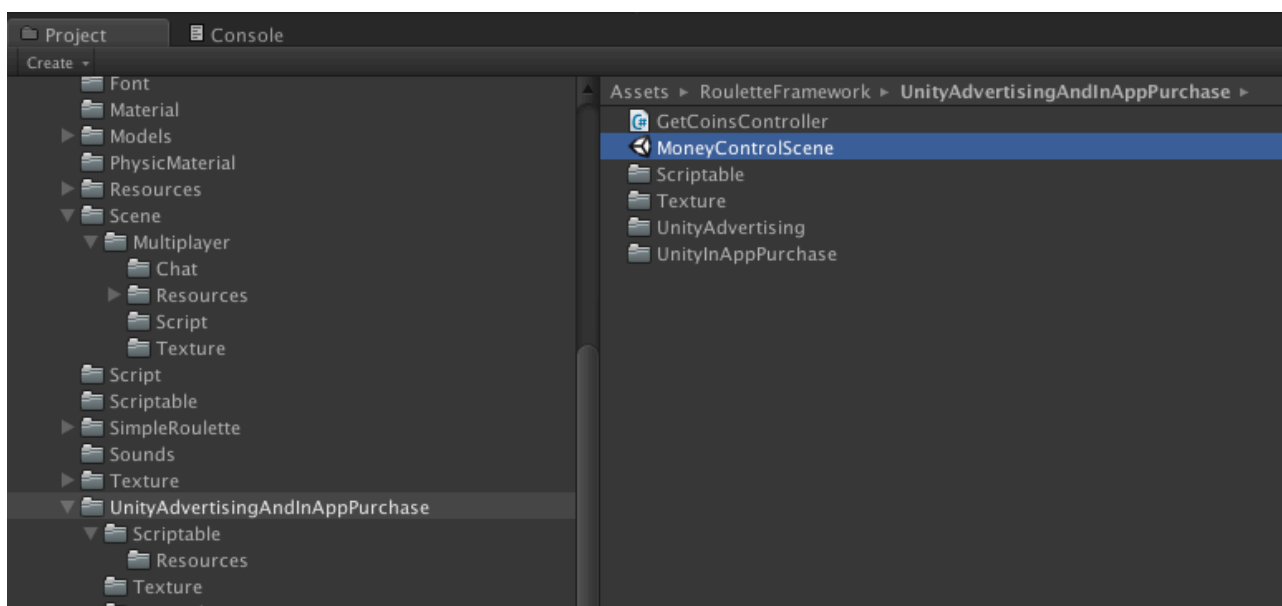 Project
Console
Create
Font
Material
Models
PhysicMaterial
Resources
Scene
Multiplayer
Chat
Resources
Script
Texture
Script
Scriptable
SimpleRoulette
Sounds
Texture
UnityAdvertisingAndInAppPurchase
Scriptable
Resources
Texture
Assets ▸ RouletteFramework ▸ UnityAdvertisingAndInAppPurchase ▸
GetCoinsController
MoneyControlScene
Scriptable
Texture
UnityAdvertising
UnityInAppPurchase